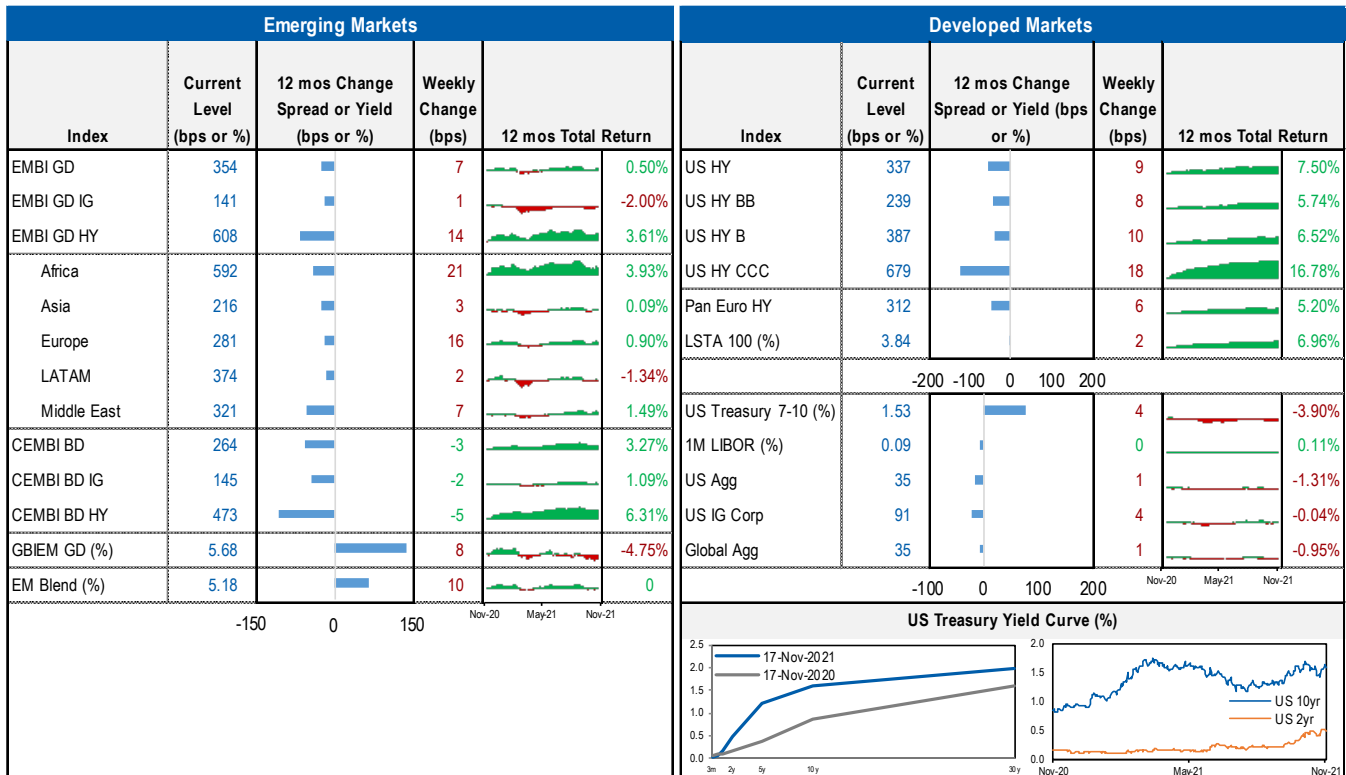 Emerging Markets
Index
Current Level (bps or %)
12 mos Change Spread or Yield (bps or %)
Weekly Change (bps)
12 mos Total Return
EMBI GD 354 7 0.50%
EMBI GD IG 141 1 -2.00%
EMBI GD HY 608 14 3.61%
Africa 592 21 3.93%
Asia 216 3 0.09%
Europe 281 16 0.90%
LATAM 374 2 -1.34%
Middle East 321 7 1.49%
CEMBI BD 264 -3 3.27%
CEMBI BD IG 145 -2 1.09%
CEMBI BD HY 473 -5 6.31%
GBIEM GD (%) 5.68 8 -4.75%
EM Blend (%) 5.18 10 0
-150 0 150
Nov-20 May-21 Nov-21
Developed Markets
Index
Current Level (bps or %)
12 mos Change Spread or Yield (bps or %)
Weekly Change (bps)
12 mos Total Return
US HY 337 9 7.50%
US HY BB 239 8 5.74%
US HY B 387 10 6.52%
US HY CCC 679 18 16.78%
Pan Euro HY 312 6 5.20%
LSTA 100 (%) 3.84 2 6.96%
-200 -100 0 100 200
US Treasury 7-10 (%) 1.53 4 -3.90%
1M LIBOR (%) 0.09 0 0.11%
US Agg 35 1 -1.31%
US IG Corp 91 4 -0.04%
Global Agg 35 1 -0.95%
-100 0 100 200
Nov-20 May-21 Nov-21
US Treasury Yield Curve (%)
2.5
2.0
1.5
1.0
0.5
0.0
17-Nov-2021
17-Nov-2020
3m 2y 5y 10 y 30 y
2.0
1.5
1.0
0.5
0.0
US 10yr
US 2yr
Nov-20 May-21 Nov-21